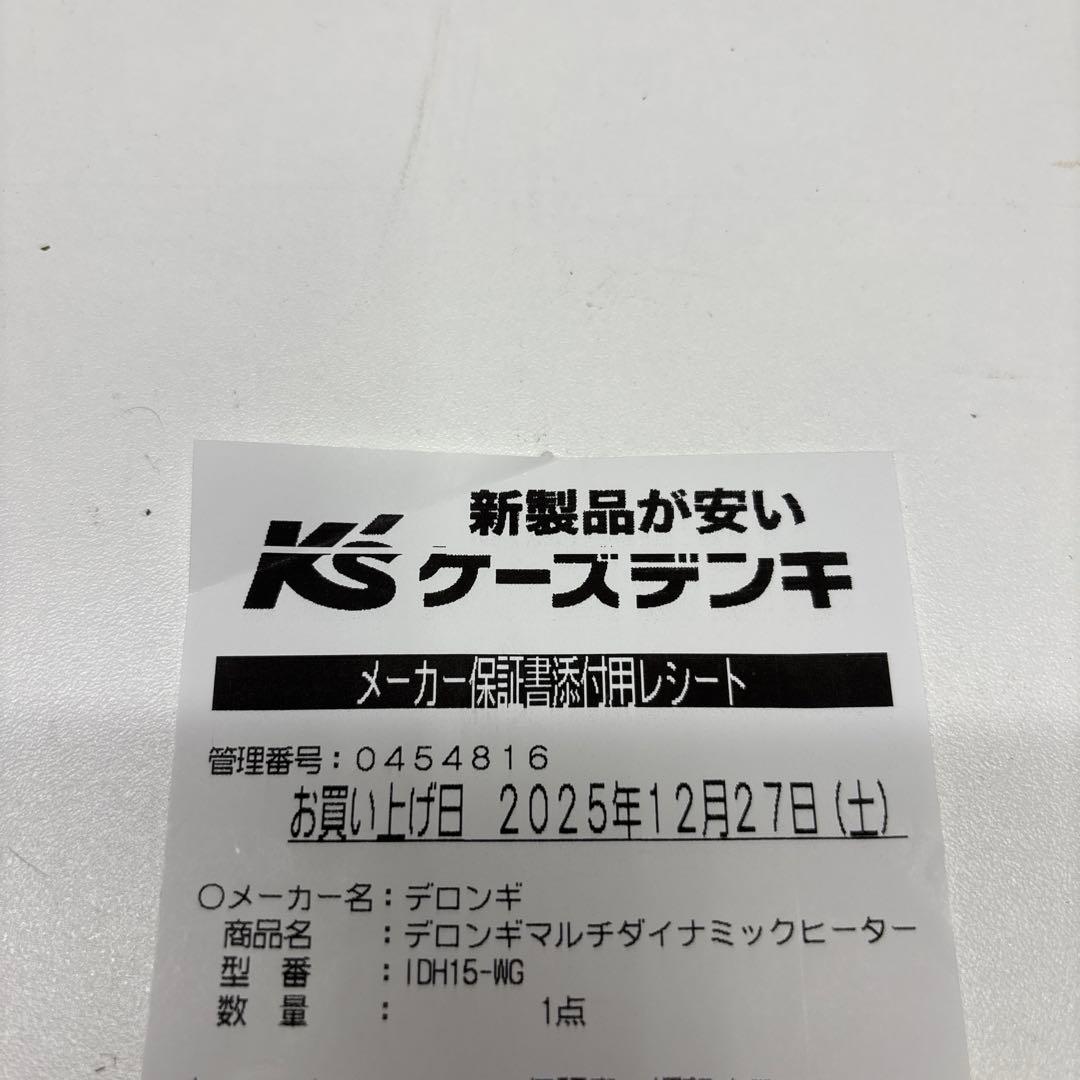 新製品が安い
K's ケーズデンキ
メーカー保証書添付用レシート
管理番号：０４５４８１６
お買い上げ日 2025年12月27日(土)
○メーカー名：デロンギ
商品名 ：デロンギマルチダイナミックヒーター
型 番 ：IDH15-WG
数 量 ： 1点